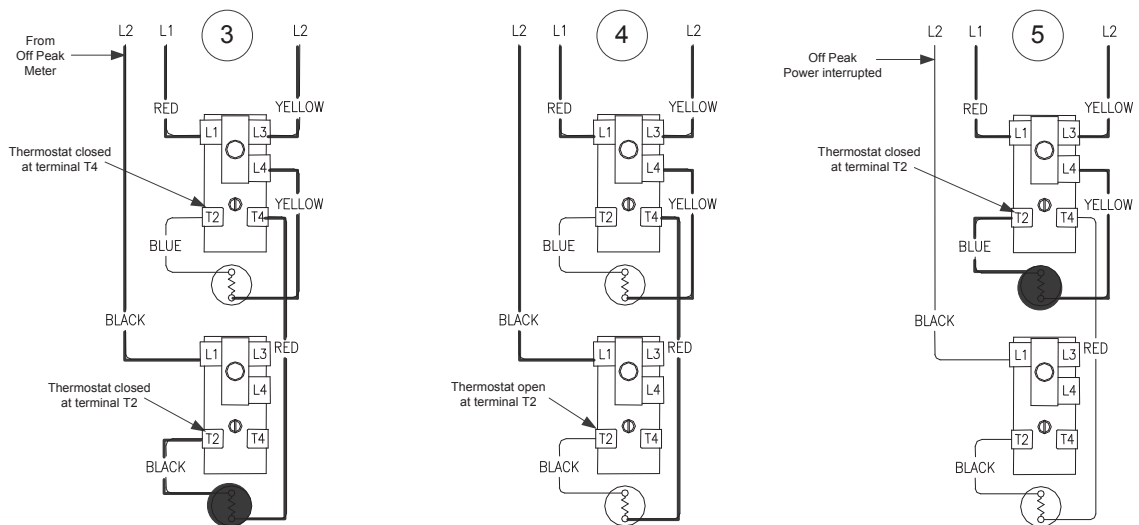 L2
L1
3
L2
From
Off Peak
Meter
RED
YELLOW
L1
L3
L4
Thermostat closed
at terminal T4
YELLOW
T2
T4
BLUE
BLACK
RED
L1
L3
L4
Thermostat closed
at terminal T2
T2
T4
BLACK
L2
L1
4
L2
RED
YELLOW
L1
L3
L4
YELLOW
T2
T4
BLUE
BLACK
RED
L1
L3
L4
Thermostat open
at terminal T2
T2
T4
BLACK
L2
L1
5
L2
Off Peak
Power interrupted
RED
YELLOW
L1
L3
L4
Thermostat closed
at terminal T2
YELLOW
T2
T4
BLUE
BLACK
RED
L1
L3
L4
T2
T4
BLACK